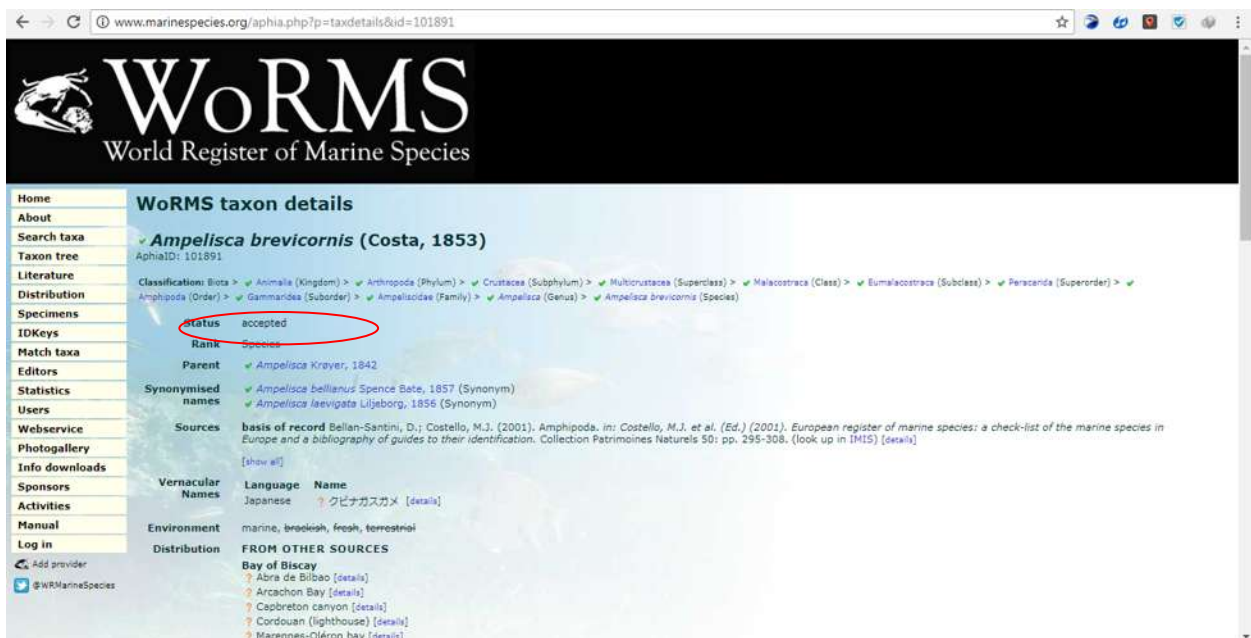 www.marinespecies.org/aphia.php?p=taxdetails&id=101891
WoRMS
World Register of Marine Species
Home
About
Search taxa
Taxon tree
Literature
Distribution
Specimens
IDKeys
Match taxa
Editors
Statistics
Users
Webservice
Photogallery
Info downloads
Sponsors
Activities
Manual
Log in
Add provider
@WRMarineSpecies
WoRMS taxon details
Ampelisca brevicornis (Costa, 1853)
AphiaID: 101891
Classification: Biota > Animalia (Kingdom) > Arthropoda (Phylum) > Crustacea (Subphylum) > Multicrustacea (Superclass) > Malacostraca (Class) > Eumalacostraca (Subclass) > Peracarida (Superorder) >
Amphipoda (Order) > Gammaridea (Suborder) > Ampeliscidae (Family) > Ampelisca (Genus) > Ampelisca brevicornis (Species)
Status accepted
Rank Species
Parent Ampelisca Krøyer, 1842
Synonymised names
Ampelisca bellianus Spence Bate, 1857 (Synonym)
Ampelisca laevigata Liljeborg, 1856 (Synonym)
Sources basis of record Bellan-Santini, D.; Costello, M.J. (2001). Amphipoda. in: Costello, M.J. et al. (Ed.) (2001). European register of marine species: a check-list of the marine species in
Europe and a bibliography of guides to their identification. Collection Patrimoines Naturels 50: pp. 295-308. (look up in IMIS) [details]
[show all]
Vernacular Names
Language Name
Japanese ? クビナガスガメ [details]
Environment marine, brackish, fresh, terrestrial
Distribution FROM OTHER SOURCES
Bay of Biscay
? Abra de Bilbao [details]
? Arcachon Bay [details]
? Capbreton canyon [details]
? Cordouan (lighthouse) [details]
? Marennes-Oléron bay [details]